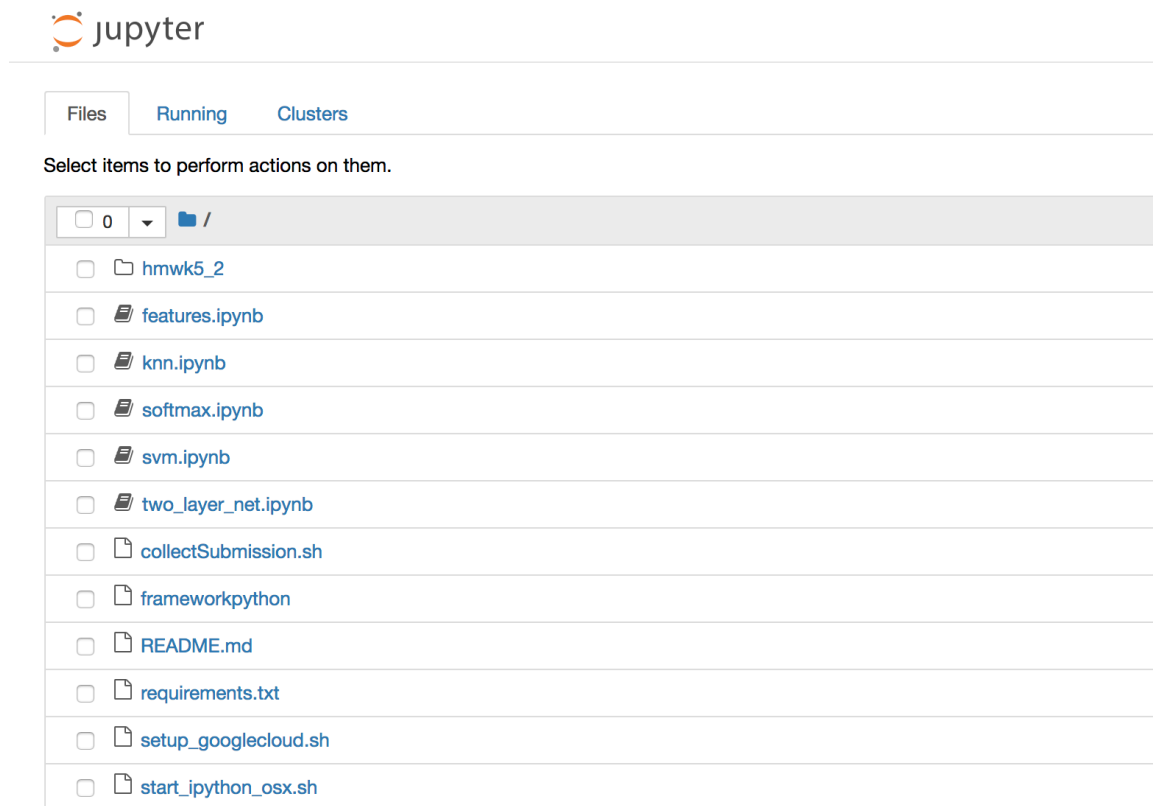 jupyter
Files Running Clusters
Select items to perform actions on them.
0 /
hmwk5_2
features.ipynb
knn.ipynb
softmax.ipynb
svm.ipynb
two_layer_net.ipynb
collectSubmission.sh
frameworkpython
README.md
requirements.txt
setup_googlecloud.sh
start_ipython_osx.sh